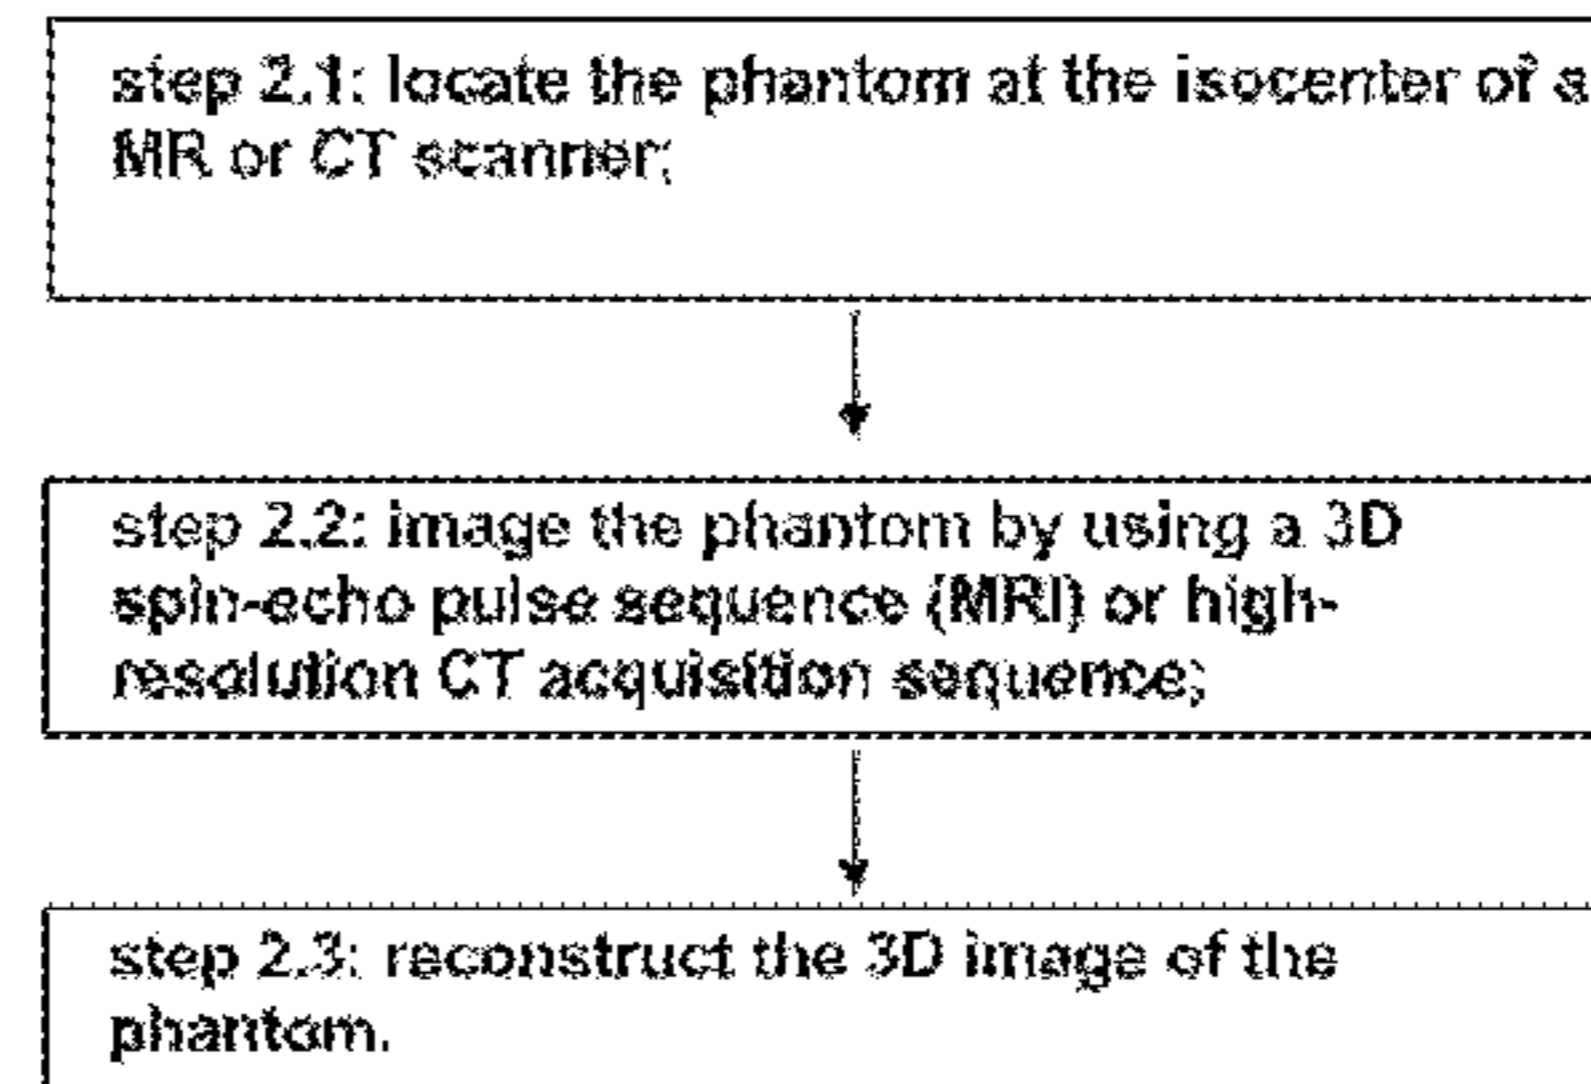 step 2.1: locate the phantom at the isocenter of a
MR or CT scanner;
step 2.2: image the phantom by using a 3D
spin-echo pulse sequence (MRI) or high-
resolution CT acquisition sequence;
step 2.3: reconstruct the 3D image of the
phantom.